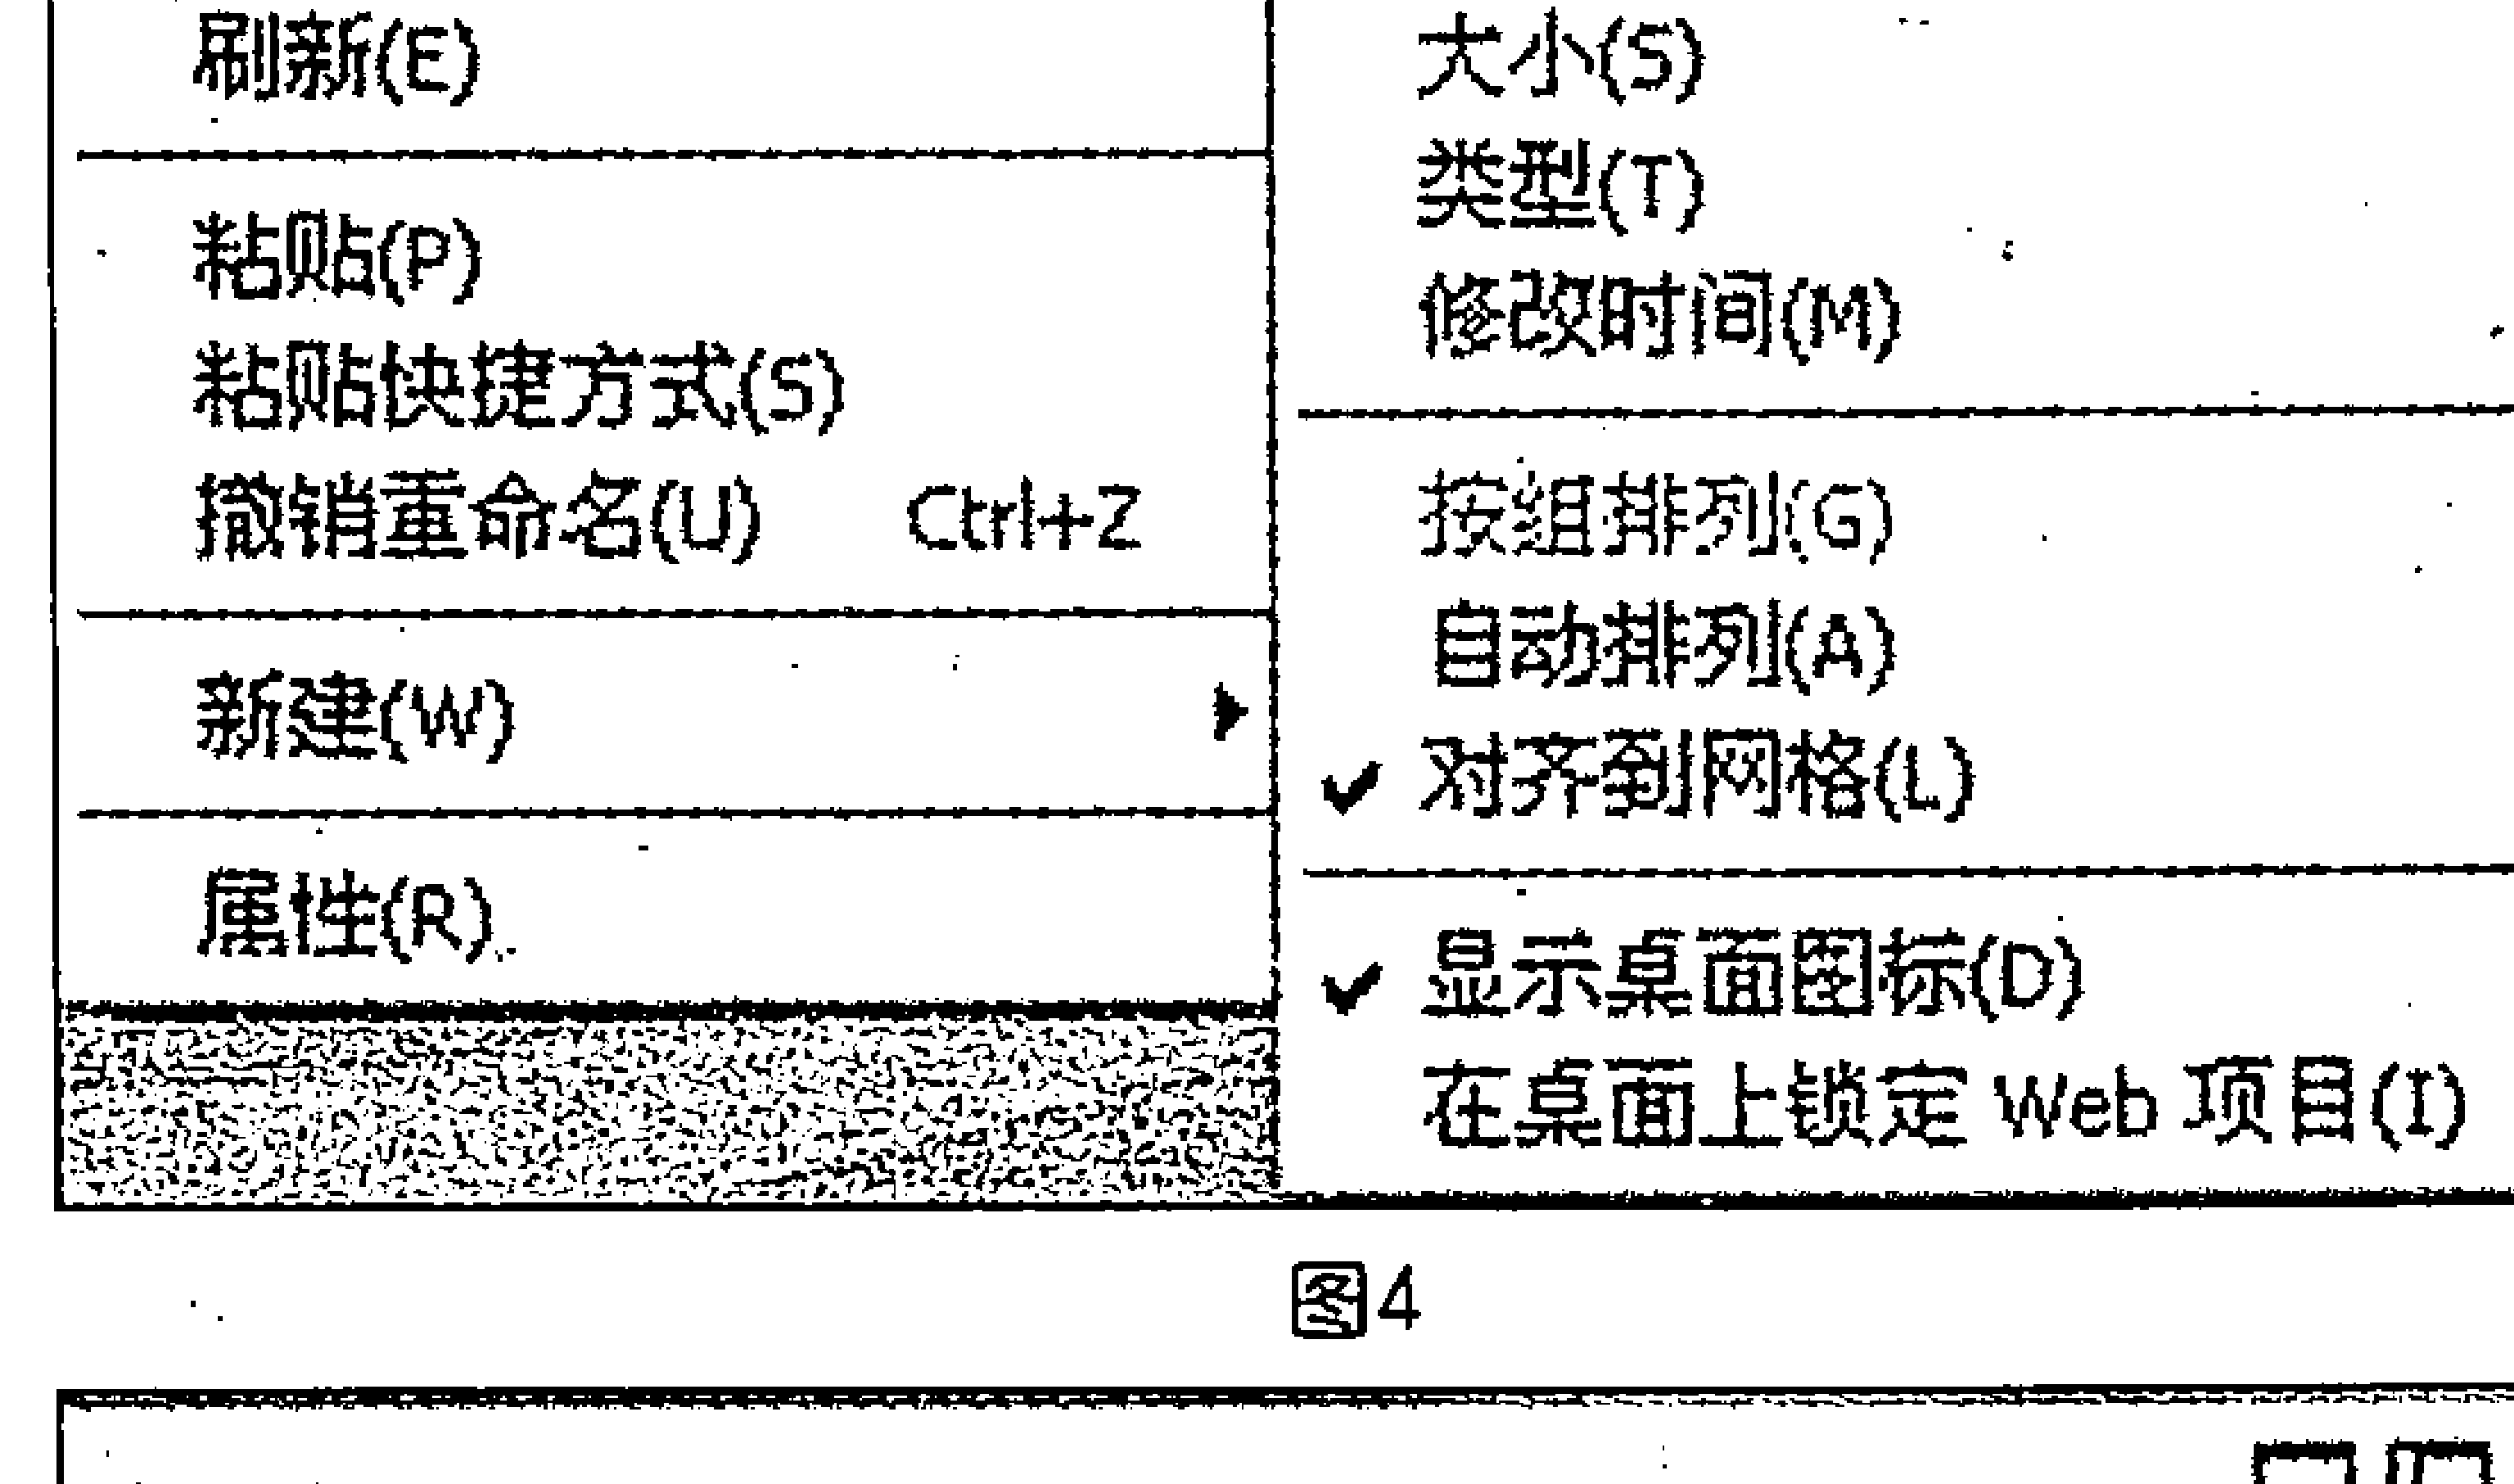 刷新(E)
粘贴(P)
粘贴快捷方式(S)
撤销重命名(U) Ctrl+Z
新建(W)
属性(R)
大小(S)
类型(T)
修改时间(M)
按组排列(G)
自动排列(A)
对齐到网格(L)
显示桌面图标(D)
在桌面上锁定 Web 项目(I)
图4